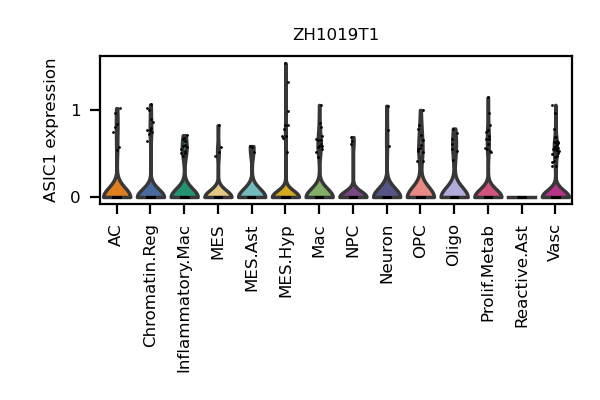 ZH1019T1
ASIC1 expression
1
0
AC
Chromatin.Reg
Inflammatory.Mac
MES
MES.Ast
MES.Hyp
Mac
NPC
Neuron
OPC
Oligo
Prolif.Metab
Reactive.Ast
Vasc